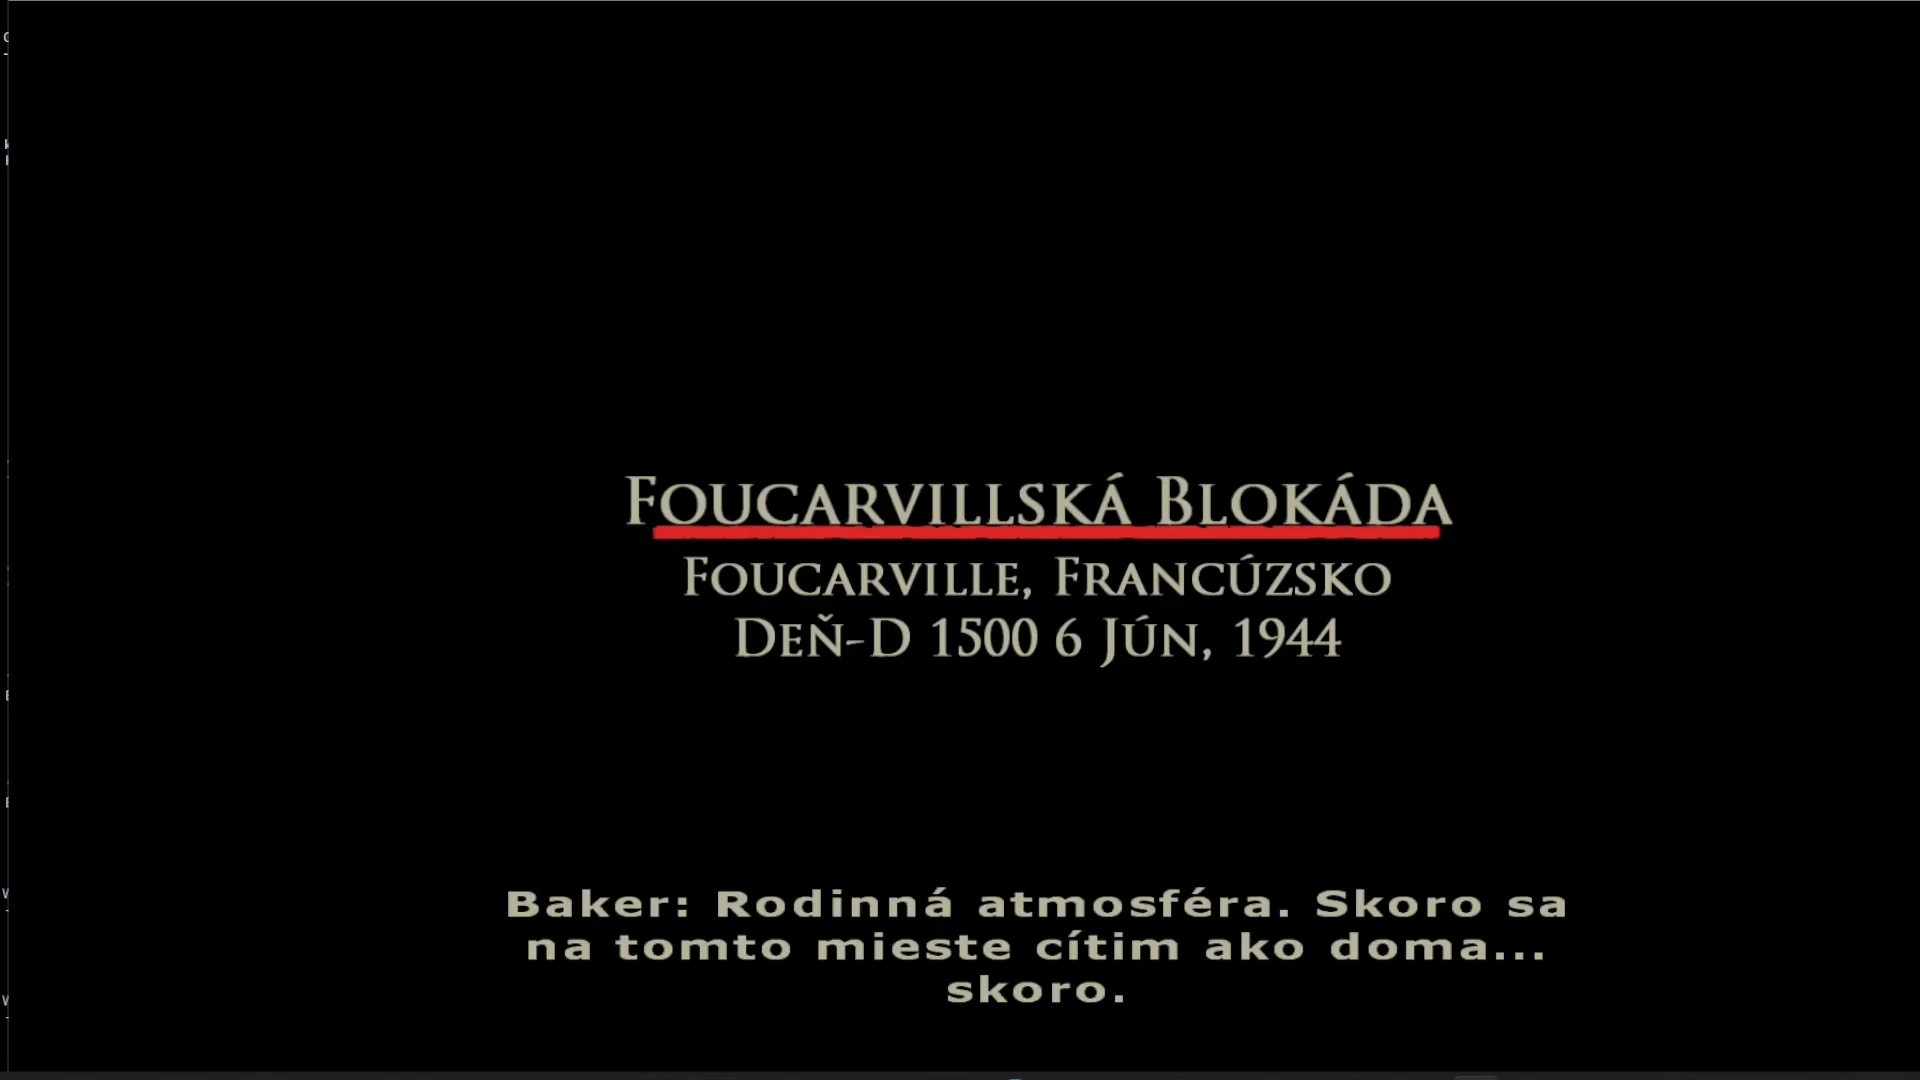 Foucarvillská Blokáda
Foucarville, Francúzsko
Deň-D 1500 6 Jún, 1944
Baker: Rodinná atmosféra. Skoro sa
na tomto mieste cítim ako doma...
skoro.